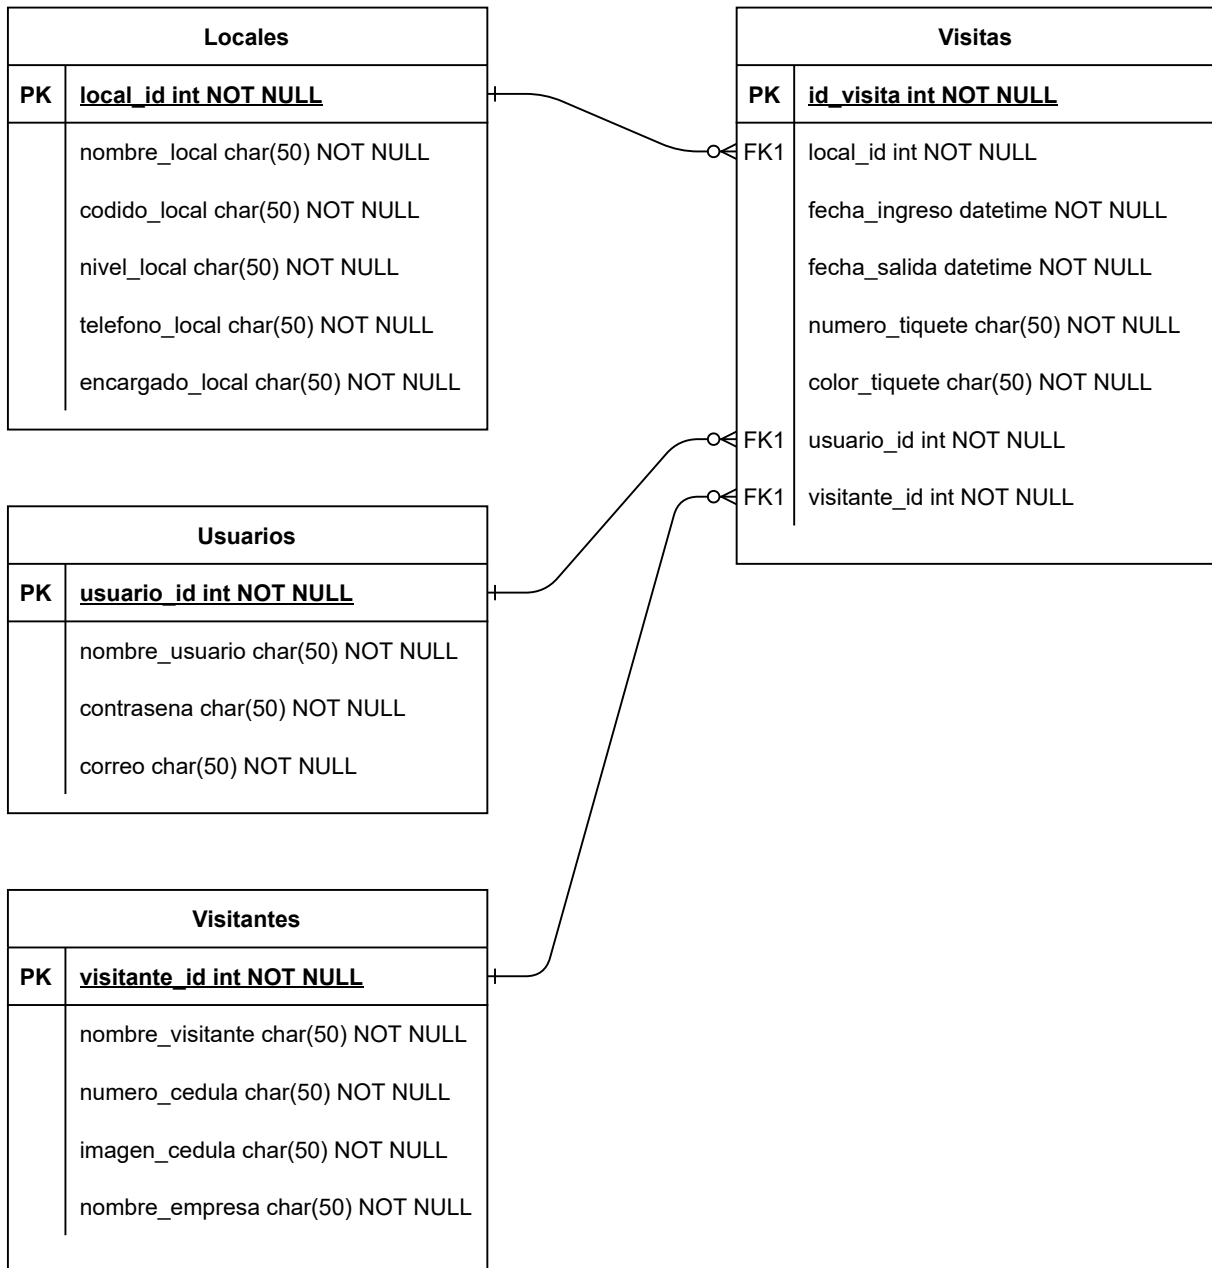 Locales
PK local_id int NOT NULL
nombre_local char(50) NOT NULL
codido_local char(50) NOT NULL
nivel_local char(50) NOT NULL
telefono_local char(50) NOT NULL
encargado_local char(50) NOT NULL
Usuarios
PK usuario_id int NOT NULL
nombre_usuario char(50) NOT NULL
contrasena char(50) NOT NULL
correo char(50) NOT NULL
Visitantes
PK visitante_id int NOT NULL
nombre_visitante char(50) NOT NULL
numero_cedula char(50) NOT NULL
imagen_cedula char(50) NOT NULL
nombre_empresa char(50) NOT NULL
Visitas
PK id_visita int NOT NULL
FK1 local_id int NOT NULL
fecha_ingreso datetime NOT NULL
fecha_salida datetime NOT NULL
numero_tiquete char(50) NOT NULL
color_tiquete char(50) NOT NULL
FK1 usuario_id int NOT NULL
FK1 visitante_id int NOT NULL